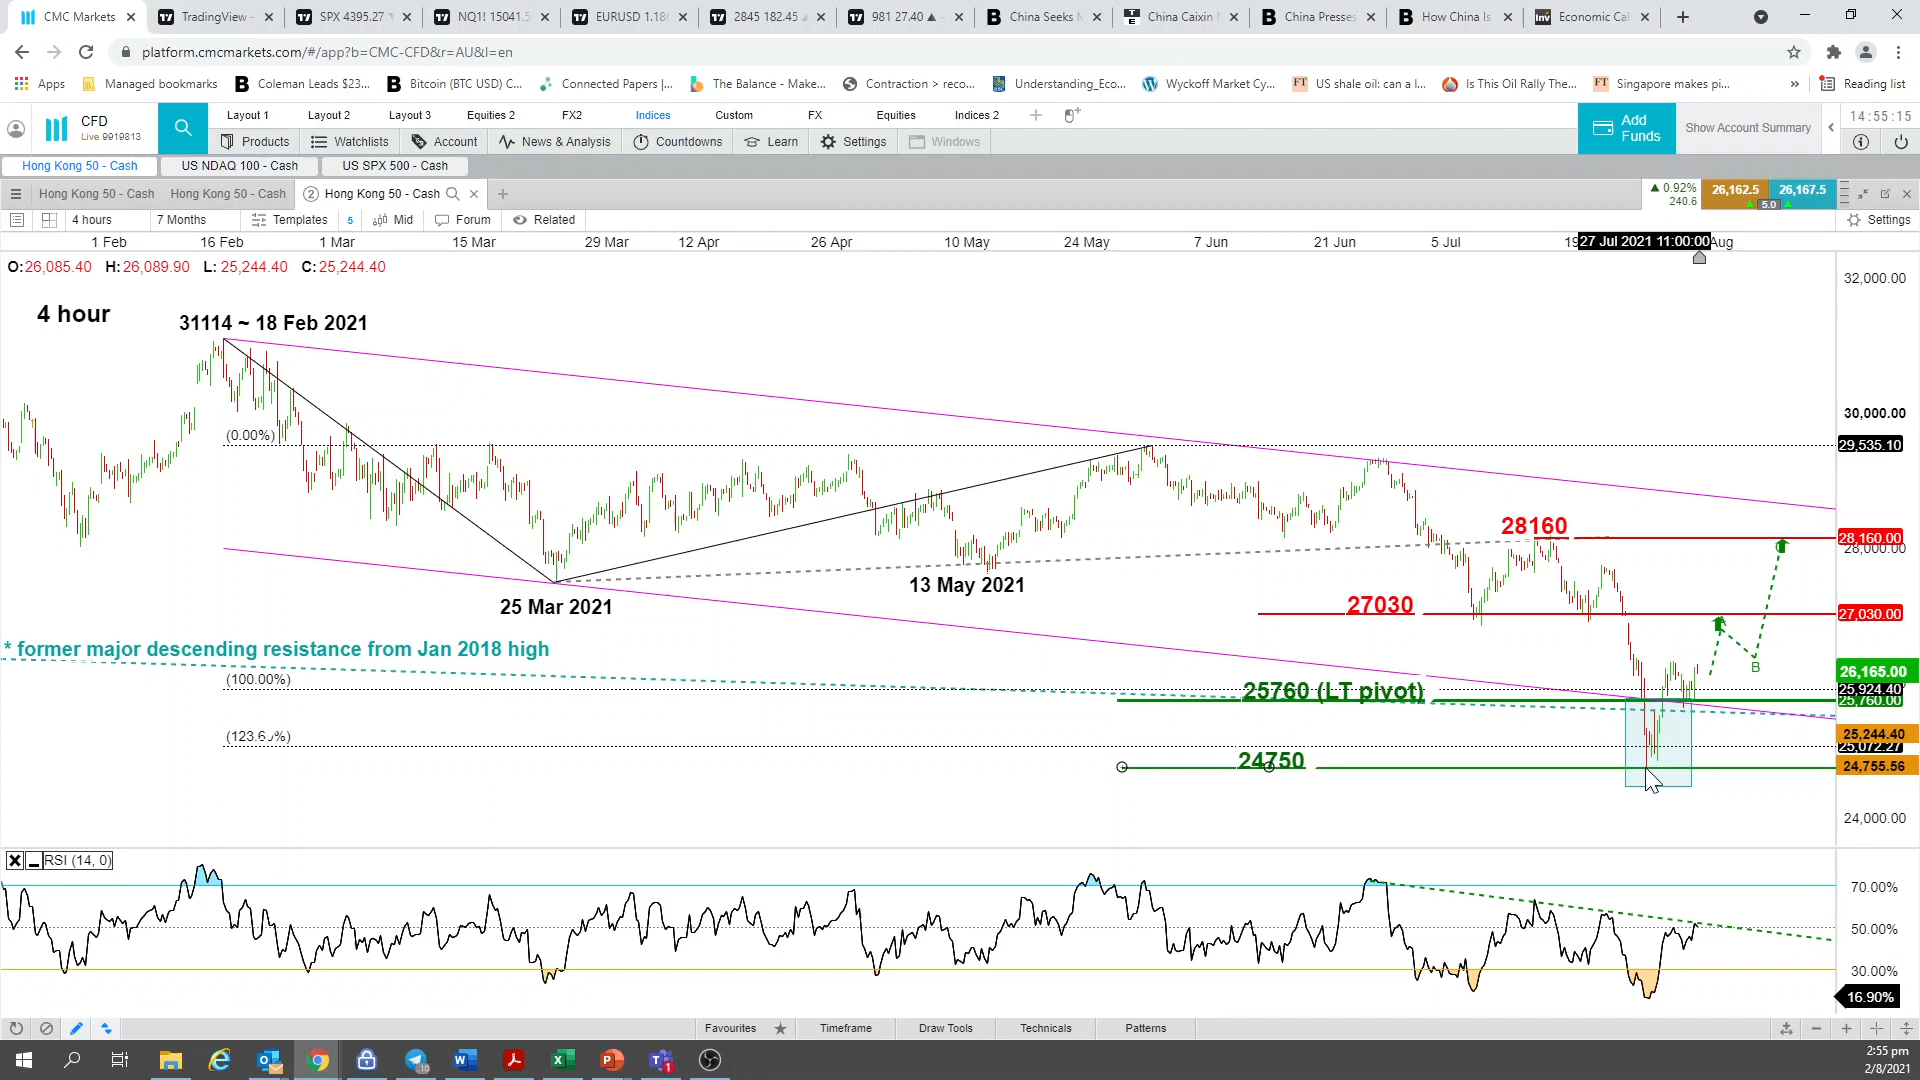 CMC Markets
TradingView -
SPX 4395.27
NQ1! 15041.5
EURUSD 1.18
2845 182.45
981 27.40 ▲ -
China Seeks
China Caixin
China Presses
How China Is
Economic Cal
platform.cmcmarkets.com/#/app?b=CMC-CFD&r=AU&l=en
Apps
Managed bookmarks
Coleman Leads $23...
Bitcoin (BTC USD) C...
Connected Papers |...
The Balance - Make...
Contraction > reco...
Understanding_Eco...
Wyckoff Market Cy...
US shale oil: can a l...
Is This Oil Rally The...
Singapore makes pi...
»
Reading list
CFD
Live 9919813
Layout 1
Layout 2
Layout 3
Equities 2
FX2
Indices
Custom
FX
Equities
Indices 2
Products
Watchlists
Account
News & Analysis
Countdowns
Learn
Settings
Windows
Add
Funds
Show Account Summary
14:55:15
Hong Kong 50 - Cash
US NDAQ 100 - Cash
US SPX 500 - Cash
Hong Kong 50 - Cash
Hong Kong 50 - Cash
2 Hong Kong 50 - Cash
▲ 0.92%
240.6
26,162.5
26,167.5
5.0
4 hours
7 Months
Templates
5
Mid
Forum
Related
Settings
1 Feb
16 Feb
1 Mar
15 Mar
29 Mar
12 Apr
26 Apr
10 May
24 May
7 Jun
21 Jun
5 Jul
19
27 Jul 2021 11:00:00
Aug
O:26,085.40 H:26,089.90 L: 25,244.40 C:25,244.40
32,000.00
4 hour
31114 ~ 18 Feb 2021
30,000.00
(0.00%)
29,535.10
28160
28,160.00
28,000.00
13 May 2021
25 Mar 2021
27030
27,030.00
* former major descending resistance from Jan 2018 high
A
B
C
26,165.00
(100.00%)
25760 (LT pivot)
25,924.40
25,760.00
(123.6
25,244.40
25,072.27
24750
24,755.56
24,000.00
RSI (14, 0)
70.00%
50.00%
30.00%
16.90%
Favourites
Timeframe
Draw Tools
Technicals
Patterns
2:55 pm
2/8/2021